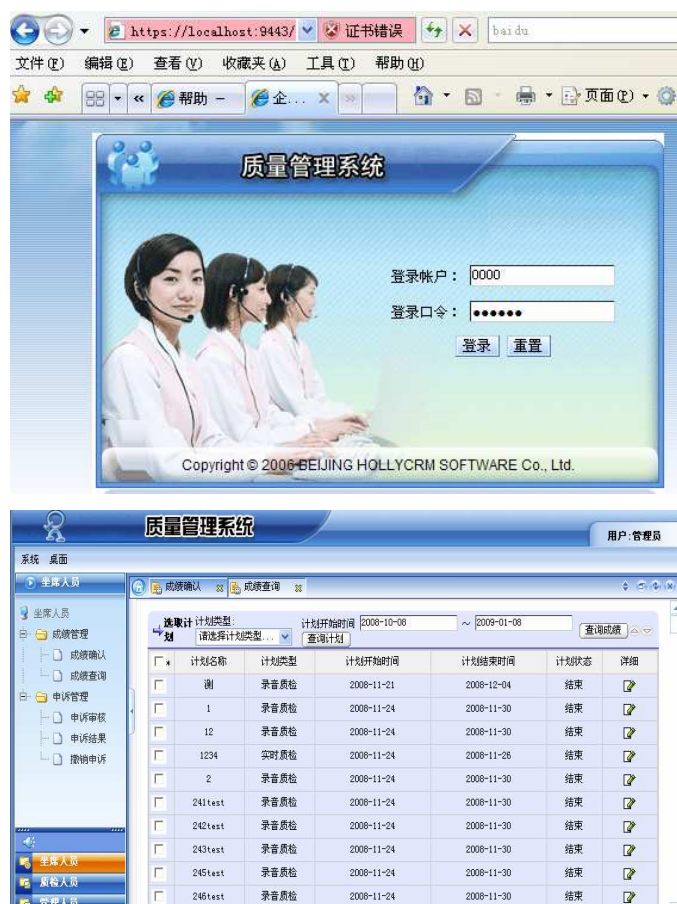 https://localhost:9443/ 证书错误 baidu
文件(F) 编辑(E) 查看(V) 收藏夹(A) 工具(T) 帮助(H)
帮助 - 企... 页面(P)
质量管理系统
登录帐户: 0000
登录口令: ●●●●●●
登录 重置
Copyright © 2006 BEIJING HOLLYCRM SOFTWARE Co., Ltd.
质量管理系统
用户:管理员
系统 桌面
坐席人员 成绩确认 成绩查询
坐席人员
成绩管理
成绩确认
成绩查询
申诉管理
申诉审核
申诉结果
撤销申诉
坐席人员
质检人员
管理人员
选取计划 计划类型: 请选择计划类型... 计划开始时间 2008-10-08 ~ 2009-01-08 查询成绩
查询计划
计划名称 计划类型 计划开始时间 计划结束时间 计划状态 详细
录音质检 2008-11-21 2008-12-04 结束
1 录音质检 2008-11-24 2008-11-30 结束
12 录音质检 2008-11-24 2008-11-30 结束
1234 实时质检 2008-11-24 2008-11-26 结束
2 录音质检 2008-11-24 2008-11-30 结束
241test 录音质检 2008-11-24 2008-11-30 结束
242test 录音质检 2008-11-24 2008-11-30 结束
243test 录音质检 2008-11-24 2008-11-30 结束
245test 录音质检 2008-11-24 2008-11-30 结束
246test 录音质检 2008-11-24 2008-11-30 结束